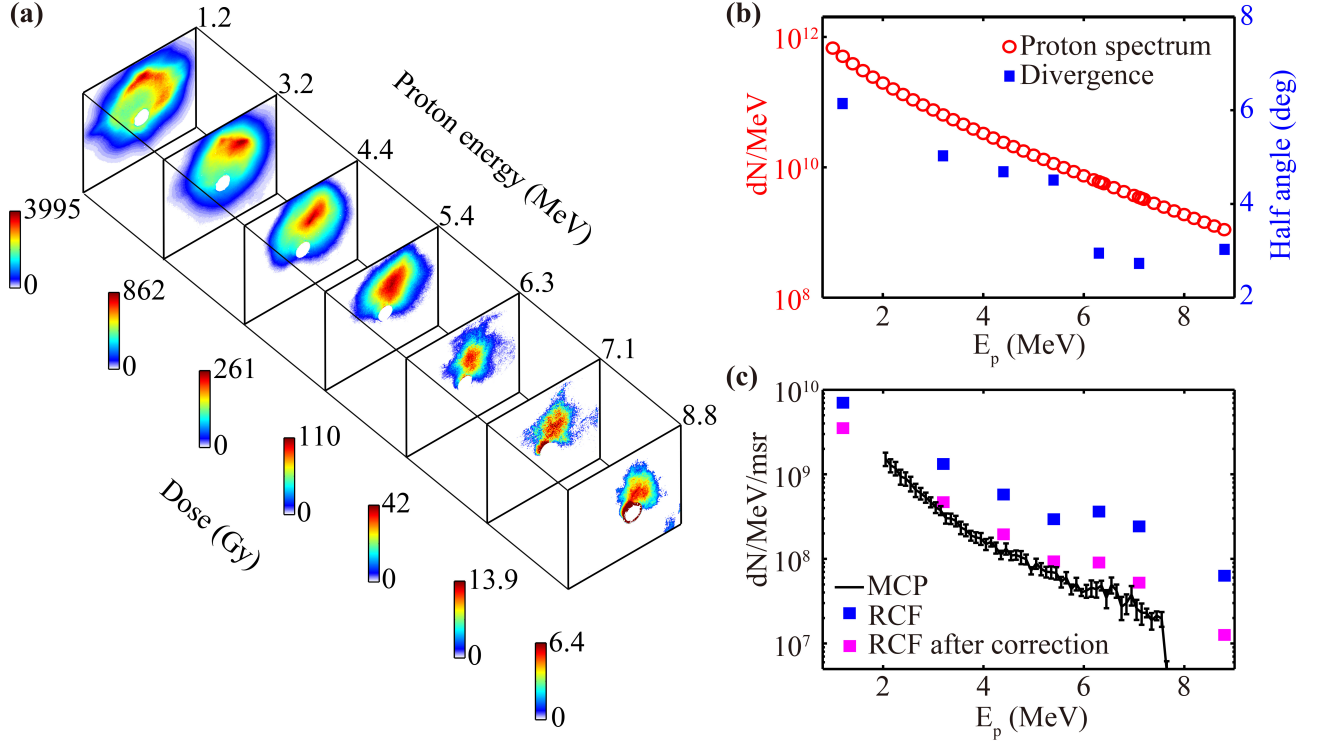 (a)
1.2
3.2
4.4
5.4
6.3
7.1
8.8
Proton energy (MeV)
3995
0
862
0
261
0
110
0
42
0
13.9
0
6.4
0
Dose (Gy)
(b)
10^12
10^10
10^8
dN/MeV
Proton spectrum
Divergence
8
6
4
2
Half angle (deg)
2 4 6 8
E_p (MeV)
(c)
10^10
10^9
10^8
10^7
dN/MeV/msr
MCP
RCF
RCF after correction
2 4 6 8
E_p (MeV)